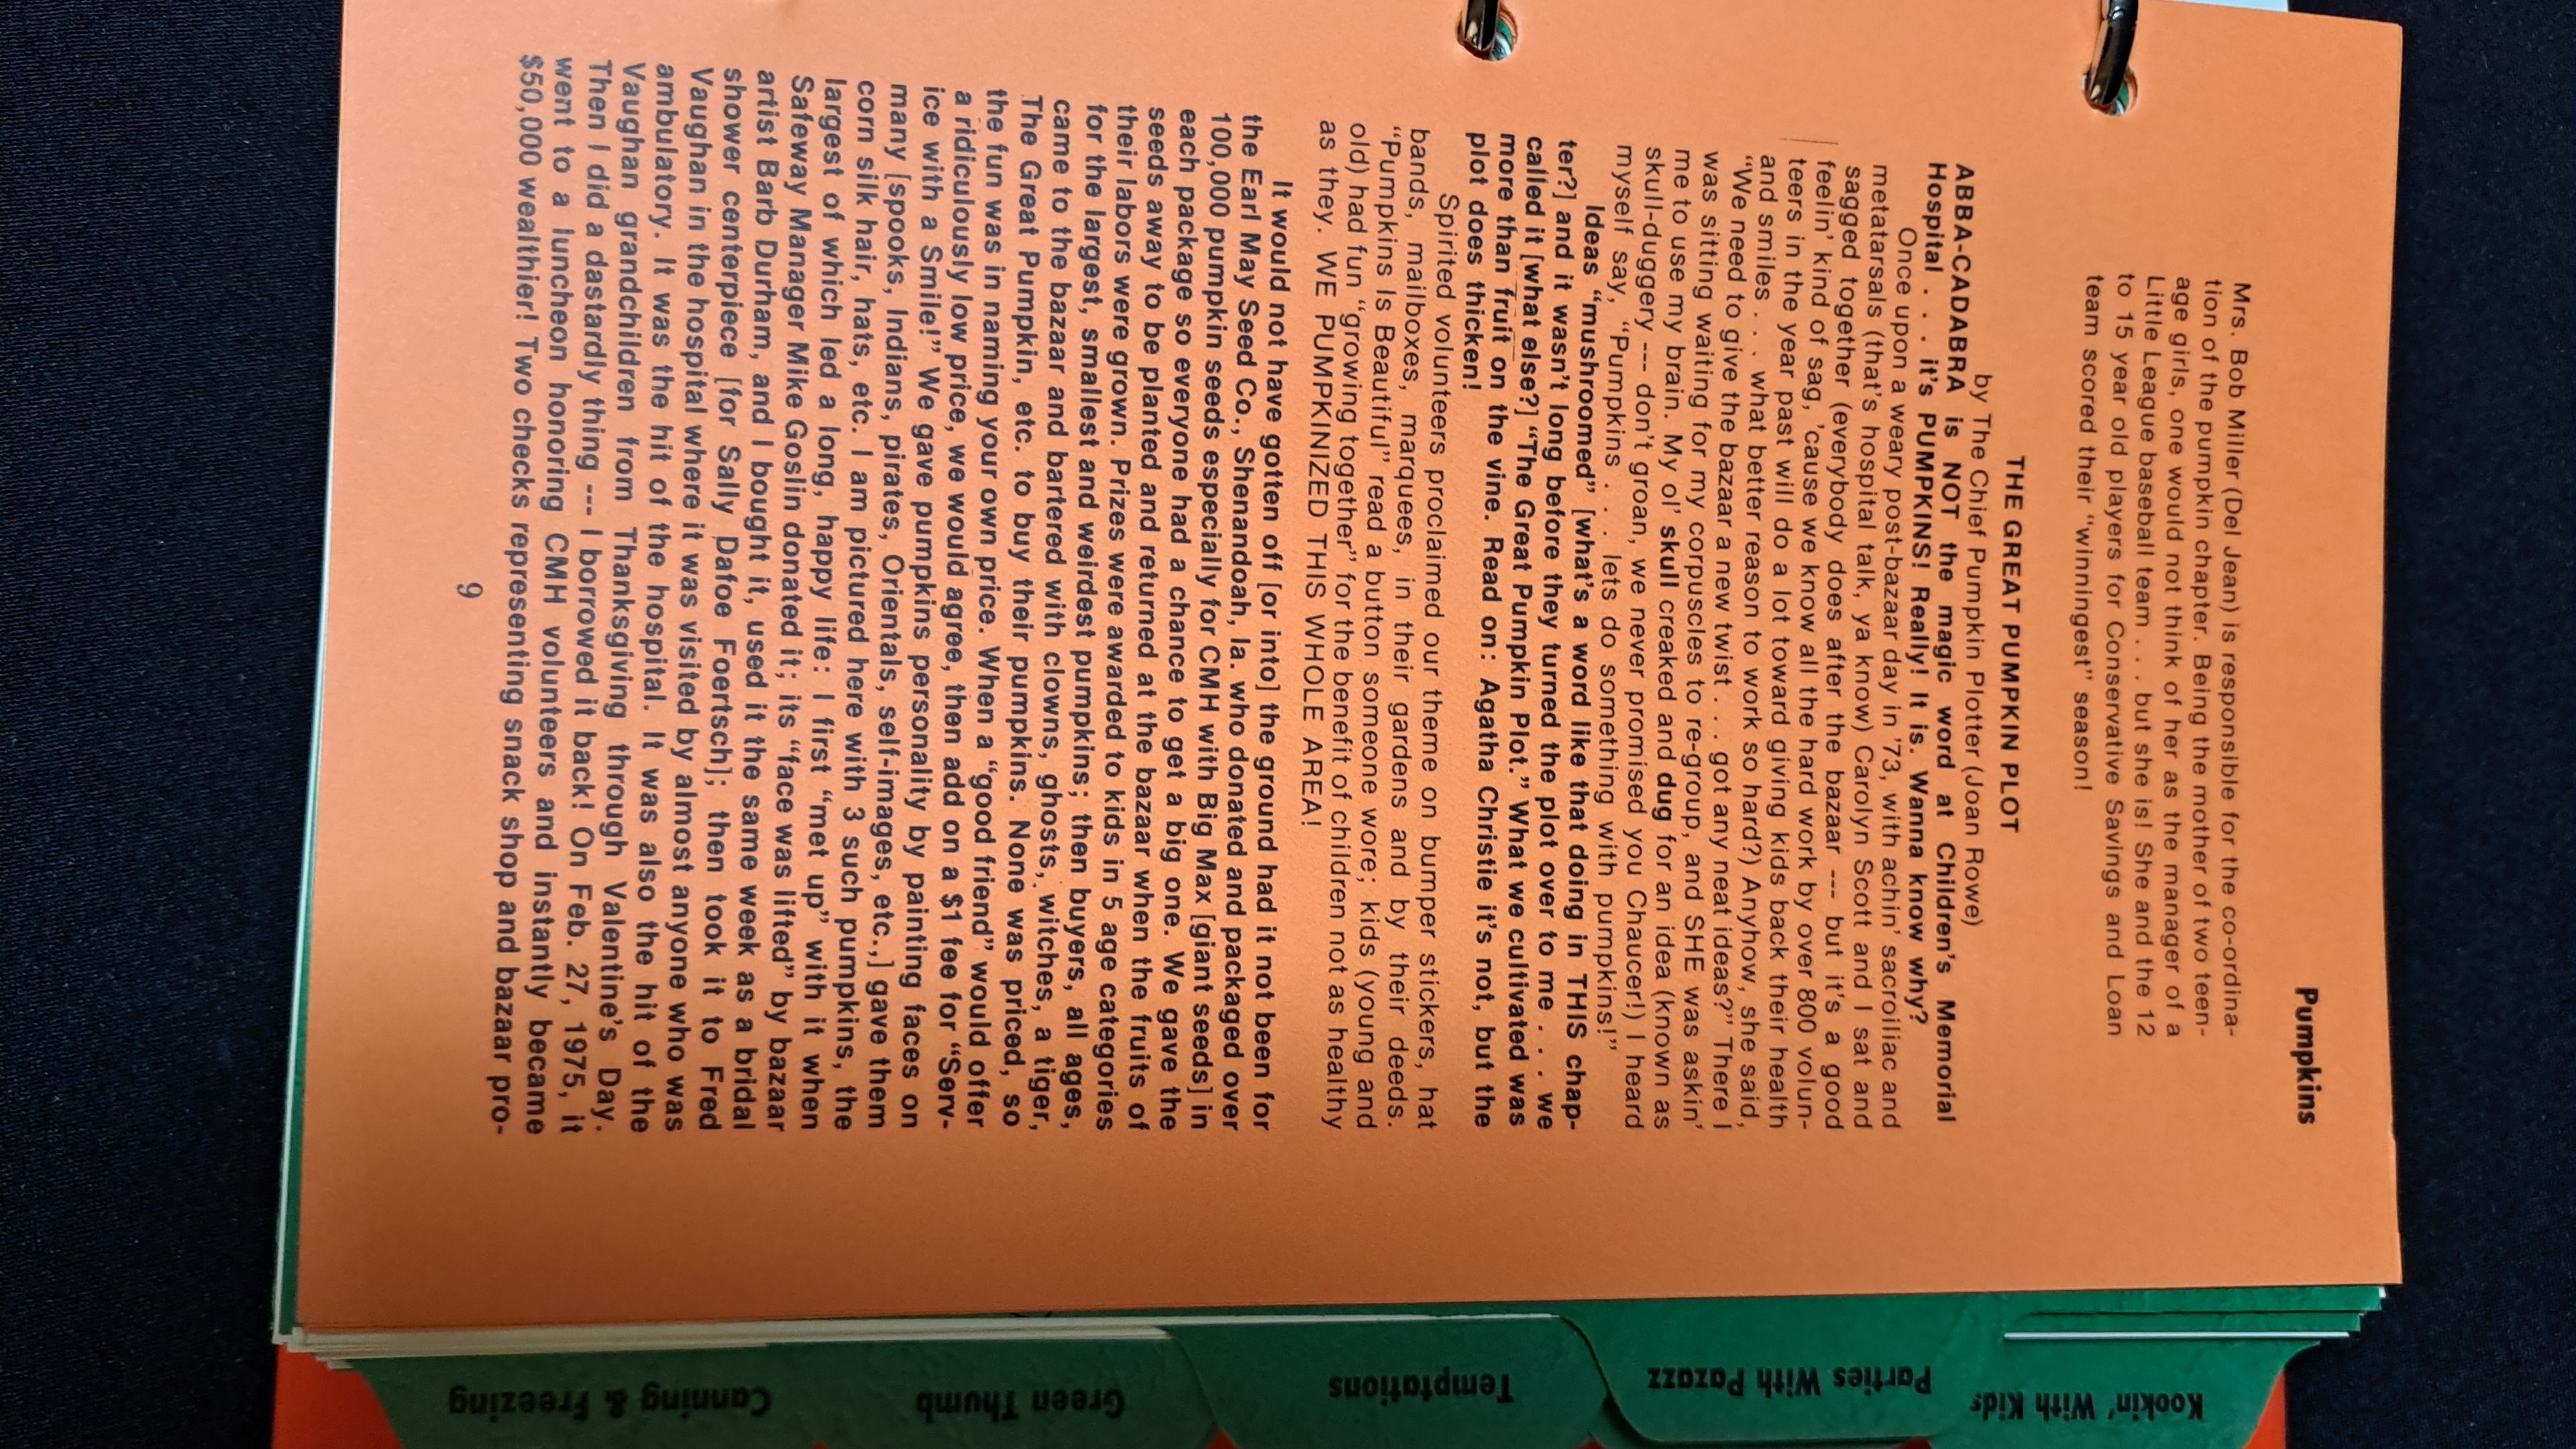 Pumpkins
Mrs. Bob Miller (Del Jean) is responsible for the co-ordina-
tion of the pumpkin chapter. Being the mother of two teen-
age girls, one would not think of her as the manager of a
Little League baseball team . . . but she is! She and the 12
to 15 year old players for Conservative Savings and Loan
team scored their "winningest" season!
THE GREAT PUMPKIN PLOT
by The Chief Pumpkin Plotter (Joan Rowe)
ABBA-CADABRA is NOT the magic word at Children's Memorial
Hospital . . . it's PUMPKINS! Really! It is. Wanna know why?
Once upon a weary post-bazaar day in '73, with achin' sacroiliac and
metatarsals (that's hospital talk, ya know) Carolyn Scott and I sat and
sagged together (everybody does after the bazaar --- but it's a good
feelin' kind of sag, 'cause we know all the hard work by over 800 volun-
teers in the year past will do a lot toward giving kids back their health
and smiles . . . what better reason to work so hard?) Anyhow, she said,
"We need to give the bazaar a new twist . . . got any neat ideas?" There I
was sitting waiting for my corpuscles to re-group, and SHE was askin'
me to use my brain. My ol' skull creaked and dug for an idea (known as
skull-duggery --- don't groan, we never promised you Chaucer!) I heard
myself say, "Pumpkins . . . lets do something with pumpkins!"
Ideas "mushroomed" [what's a word like that doing in THIS chap-
ter?] and it wasn't long before they turned the plot over to me . . . we
called it [what else?] "The Great Pumpkin Plot." What we cultivated was
more than fruit on the vine. Read on: Agatha Christie it's not, but the
plot does thicken!
Spirited volunteers proclaimed our theme on bumper stickers, hat
bands, mailboxes, marquees, in their gardens and by their deeds.
"Pumpkins Is Beautiful" read a button someone wore; kids (young and
old) had fun "growing together" for the benefit of children not as healthy
as they. WE PUMPKINIZED THIS WHOLE AREA!
It would not have gotten off [or into] the ground had it not been for
the Earl May Seed Co., Shenandoah, Ia. who donated and packaged over
100,000 pumpkin seeds especially for CMH with Big Max [giant seeds] in
each package so everyone had a chance to get a big one. We gave the
seeds away to be planted and returned at the bazaar when the fruits of
their labors were grown. Prizes were awarded to kids in 5 age categories
for the largest, smallest and weirdest pumpkins; then buyers, all ages,
came to the bazaar and bartered with clowns, ghosts, witches, a tiger,
The Great Pumpkin, etc. to buy their pumpkins. None was priced, so
the fun was in naming your own price. When a "good friend" would offer
a ridiculously low price, we would agree, then add on a $1 fee for "Serv-
ice with a Smile!" We gave pumpkins personality by painting faces on
many [spooks, Indians, pirates, Orientals, self-images, etc.,] gave them
corn silk hair, hats, etc. I am pictured here with 3 such pumpkins, the
largest of which led a long, happy life: I first "met up" with it when
Safeway Manager Mike Goslin donated it; its "face was lifted" by bazaar
artist Barb Durham, and I bought it, used it the same week as a bridal
shower centerpiece [for Sally Dafoe Foertsch]; then took it to Fred
Vaughan in the hospital where it was visited by almost anyone who was
ambulatory. It was the hit of the hospital. It was also the hit of the
Vaughan grandchildren from Thanksgiving through Valentine's Day.
Then I did a dastardly thing --- I borrowed it back! On Feb. 27, 1975, it
went to a luncheon honoring CMH volunteers and instantly became
$50,000 wealthier! Two checks representing snack shop and bazaar pro-
9
Kookin' With Kids
Parties With Pazazz
Temptations
Green Thumb
Canning & Freezing